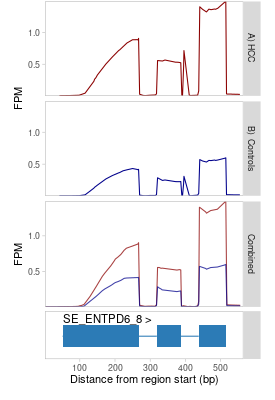 1.0
0.5
FPM
A) HCC
1.0
0.5
B) Controls
1.0
0.5
FPM
Combined
SE_ENTPD6_8 >
100 200 300 400 500
Distance from region start (bp)